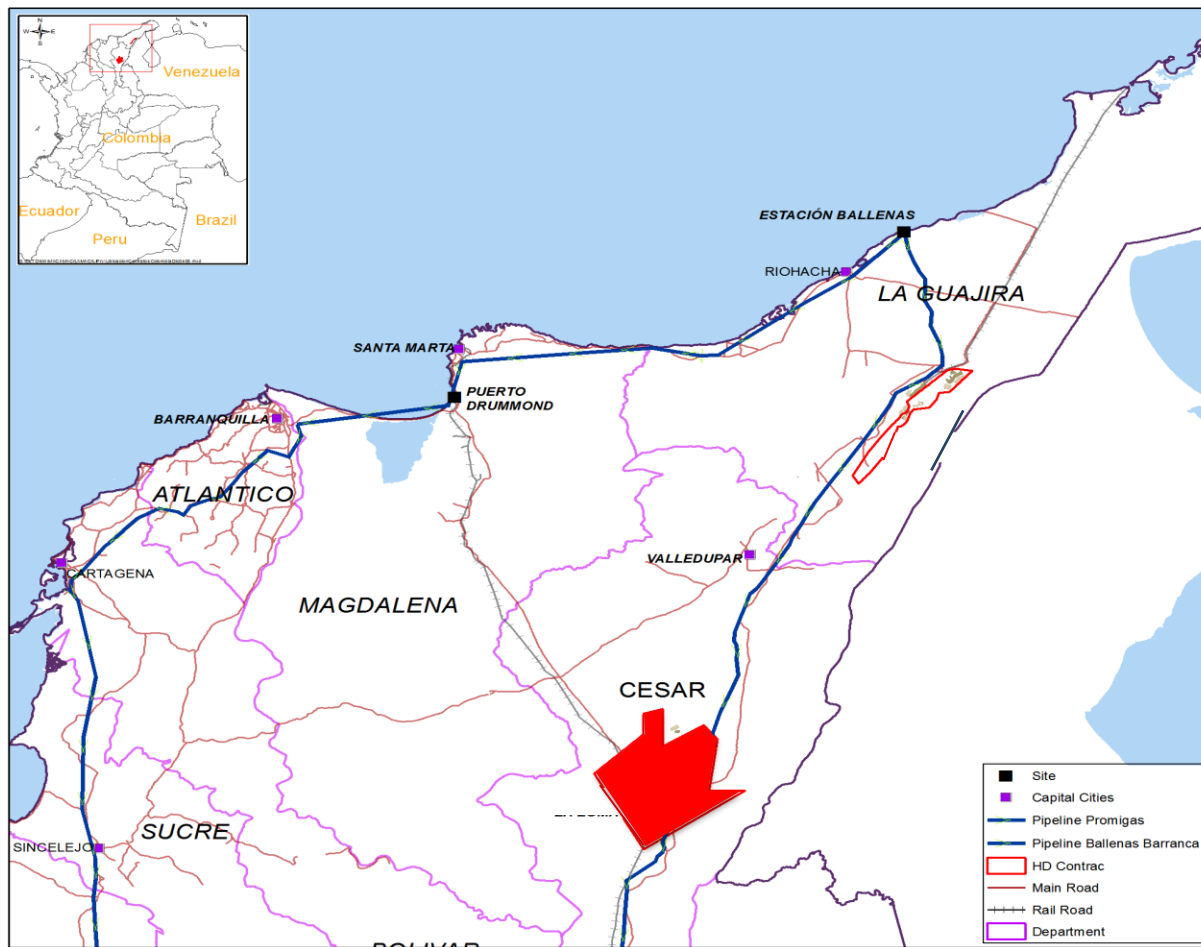 N
W E
S
Venezuela
Colombia
Ecuador
Brazil
Peru
ESTACIÓN BALLENAS
RIOHACHA
LA GUAJIRA
SANTA MARTA
PUERTO
DRUMMOND
BARRANQUILLA
ATLANTICO
VALLEDUPAR
CARTAGENA
MAGDALENA
CESAR
SUCRE
SINCELEJO
BOLIVAR
Site
Capital Cities
Pipeline Promigas
Pipeline Ballenas Barranca
HD Contrac
Main Road
Rail Road
Department